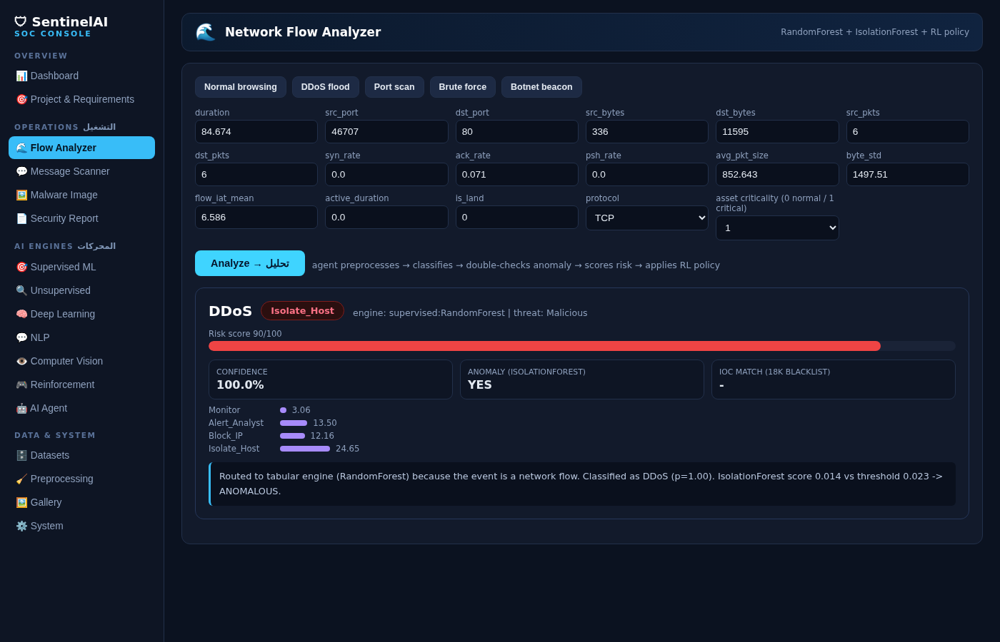 🛡 SentinelAI
SOC CONSOLE
OVERVIEW
📊 Dashboard
🎯 Project & Requirements
OPERATIONS التشغيل
🌊 Flow Analyzer
💬 Message Scanner
🖼️ Malware Image
📄 Security Report
AI ENGINES المحركات
🎯 Supervised ML
🔍 Unsupervised
🧠 Deep Learning
💬 NLP
👁️ Computer Vision
🎮 Reinforcement
🤖 AI Agent
DATA & SYSTEM
🗄️ Datasets
🧹 Preprocessing
🖼️ Gallery
⚙️ System
🌊 Network Flow Analyzer
RandomForest + IsolationForest + RL policy
Normal browsing DDoS flood Port scan Brute force Botnet beacon
duration src_port dst_port src_bytes dst_bytes src_pkts
84.674 46707 80 336 11595 6
dst_pkts syn_rate ack_rate psh_rate avg_pkt_size byte_std
6 0.0 0.071 0.0 852.643 1497.51
flow_iat_mean active_duration is_land protocol asset criticality (0 normal / 1
critical)
6.586 0.0 0 TCP 1
Analyze → تحليل agent preprocesses → classifies → double-checks anomaly → scores risk → applies RL policy
DDoS Isolate_Host engine: supervised:RandomForest | threat: Malicious
Risk score 90/100
CONFIDENCE ANOMALY (ISOLATIONFOREST) IOC MATCH (18K BLACKLIST)
100.0% YES -
Monitor 3.06
Alert_Analyst 13.50
Block_IP 12.16
Isolate_Host 24.65
Routed to tabular engine (RandomForest) because the event is a network flow. Classified as DDoS (p=1.00). IsolationForest score 0.014 vs threshold 0.023 ->
ANOMALOUS.